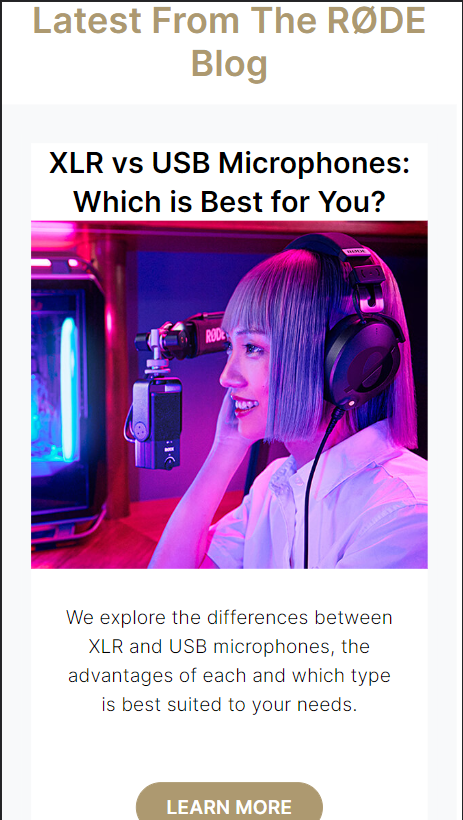 Latest From The RØDE
Blog
XLR vs USB Microphones:
Which is Best for You?
RØDE
RØDE
RØDE
We explore the differences between
XLR and USB microphones, the
advantages of each and which type
is best suited to your needs.
LEARN MORE